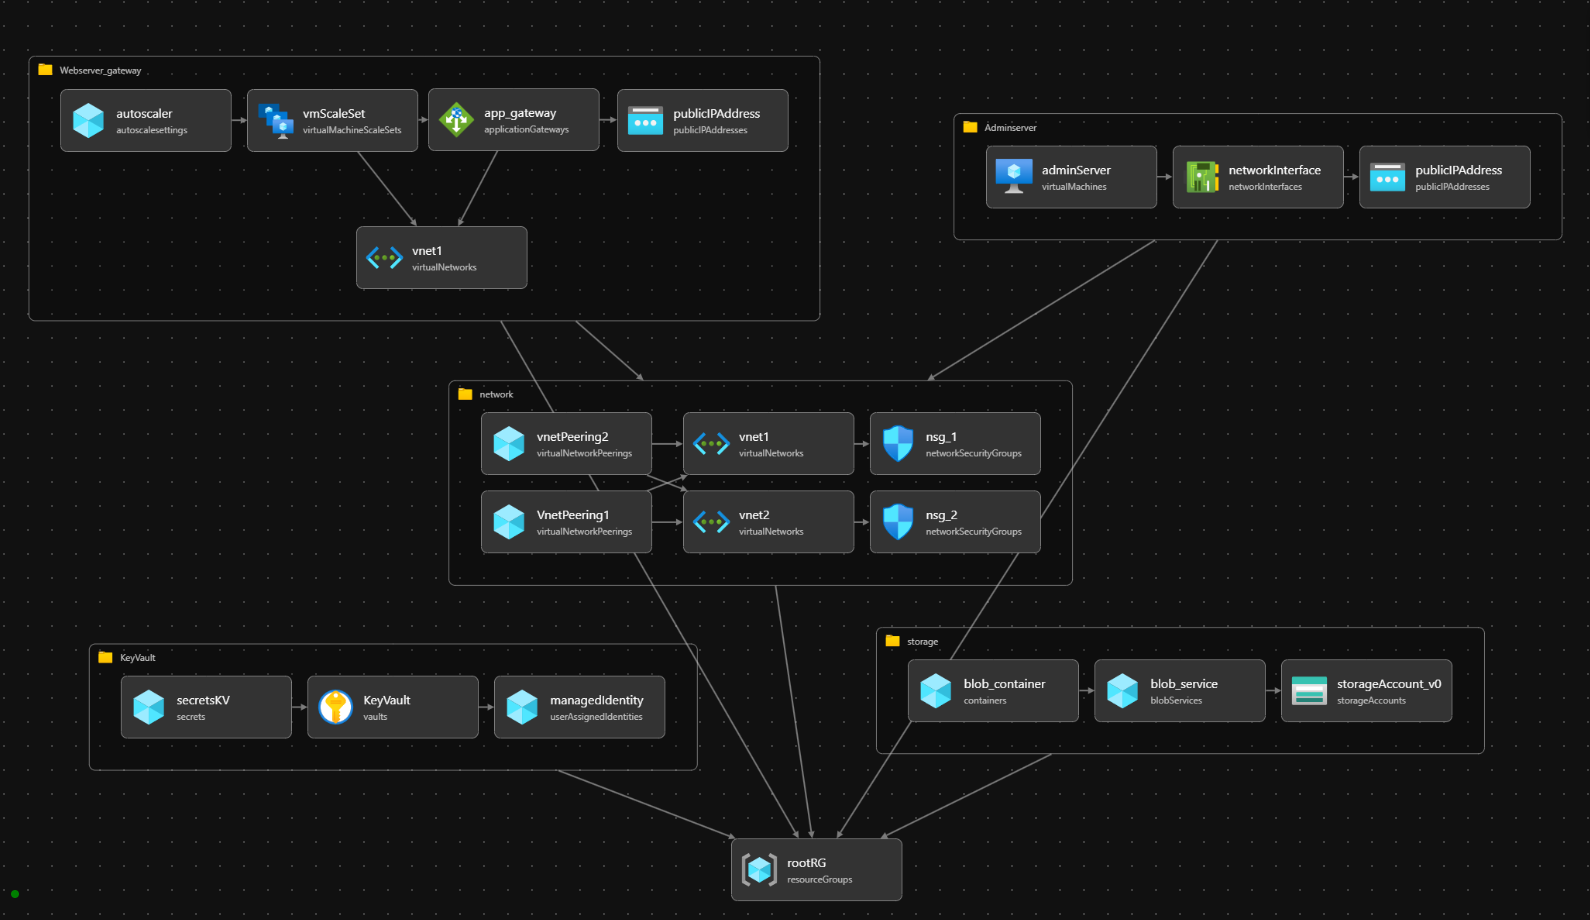 Webserver_gateway
autoscaler
autoscalesettings
vmScaleSet
virtualMachineScaleSets
app_gateway
applicationGateways
publicIPAddress
publicIPAddresses
vnet1
virtualNetworks
Adminserver
adminServer
virtualMachines
networkInterface
networkInterfaces
publicIPAddress
publicIPAddresses
network
vnetPeering2
virtualNetworkPeerings
vnet1
virtualNetworks
nsg_1
networkSecurityGroups
VnetPeering1
virtualNetworkPeerings
vnet2
virtualNetworks
nsg_2
networkSecurityGroups
KeyVault
secretsKV
secrets
KeyVault
vaults
managedIdentity
userAssignedIdentities
storage
blob_container
containers
blob_service
blobServices
storageAccount_v0
storageAccounts
rootRG
resourceGroups